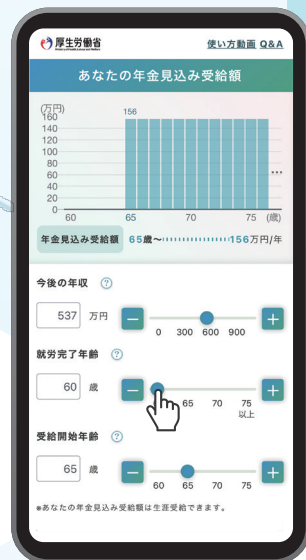 厚生労働省
使い方動画 Q&A
あなたの年金見込み受給額
(万円)
160
156
140
120
100
80
60
40
20
0
...
60 65 70 75 (歳)
年金見込み受給額 65歳〜 156万円/年
今後の年収 ?
537 万円 − +
0 300 600 900
就労完了年齢 ?
60 歳 − +
65 70 75
以上
受給開始年齢 ?
65 歳 − +
60 65 70 75
*あなたの年金見込み受給額は生涯受給できます。